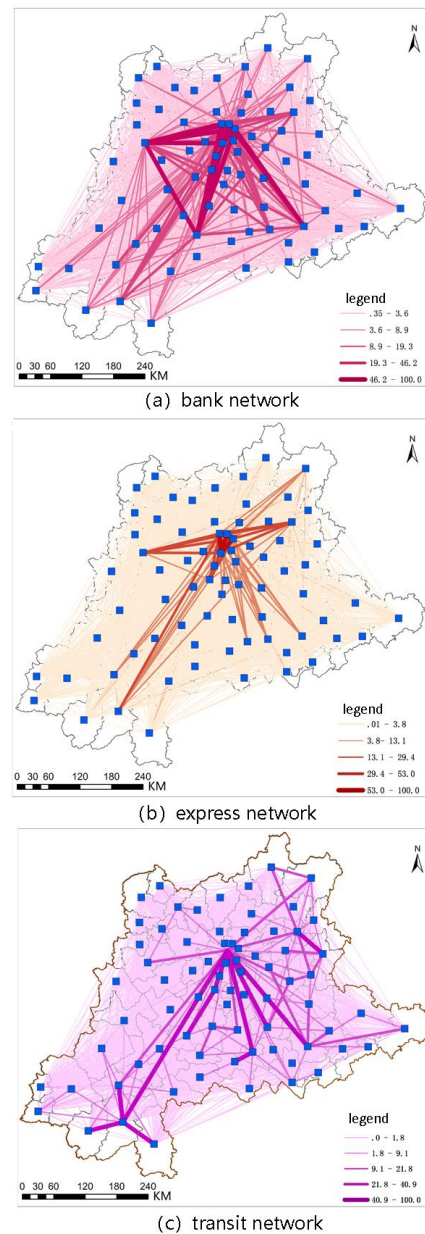 N
legend
.35 - 3.6
3.6 - 8.9
8.9 - 19.3
19.3 - 46.2
46.2 - 100.0
0 30 60 120 180 240 KM
(a) bank network
N
legend
.01 - 3.8
3.8- 13.1
13.1 - 29.4
29.4 - 53.0
53.0 - 100.0
0 30 60 120 180 240 KM
(b) express network
N
legend
.0 - 1.8
1.8 - 9.1
9.1 - 21.8
21.8 - 40.9
40.9 - 100.0
0 30 60 120 180 240 KM
(c) transit network